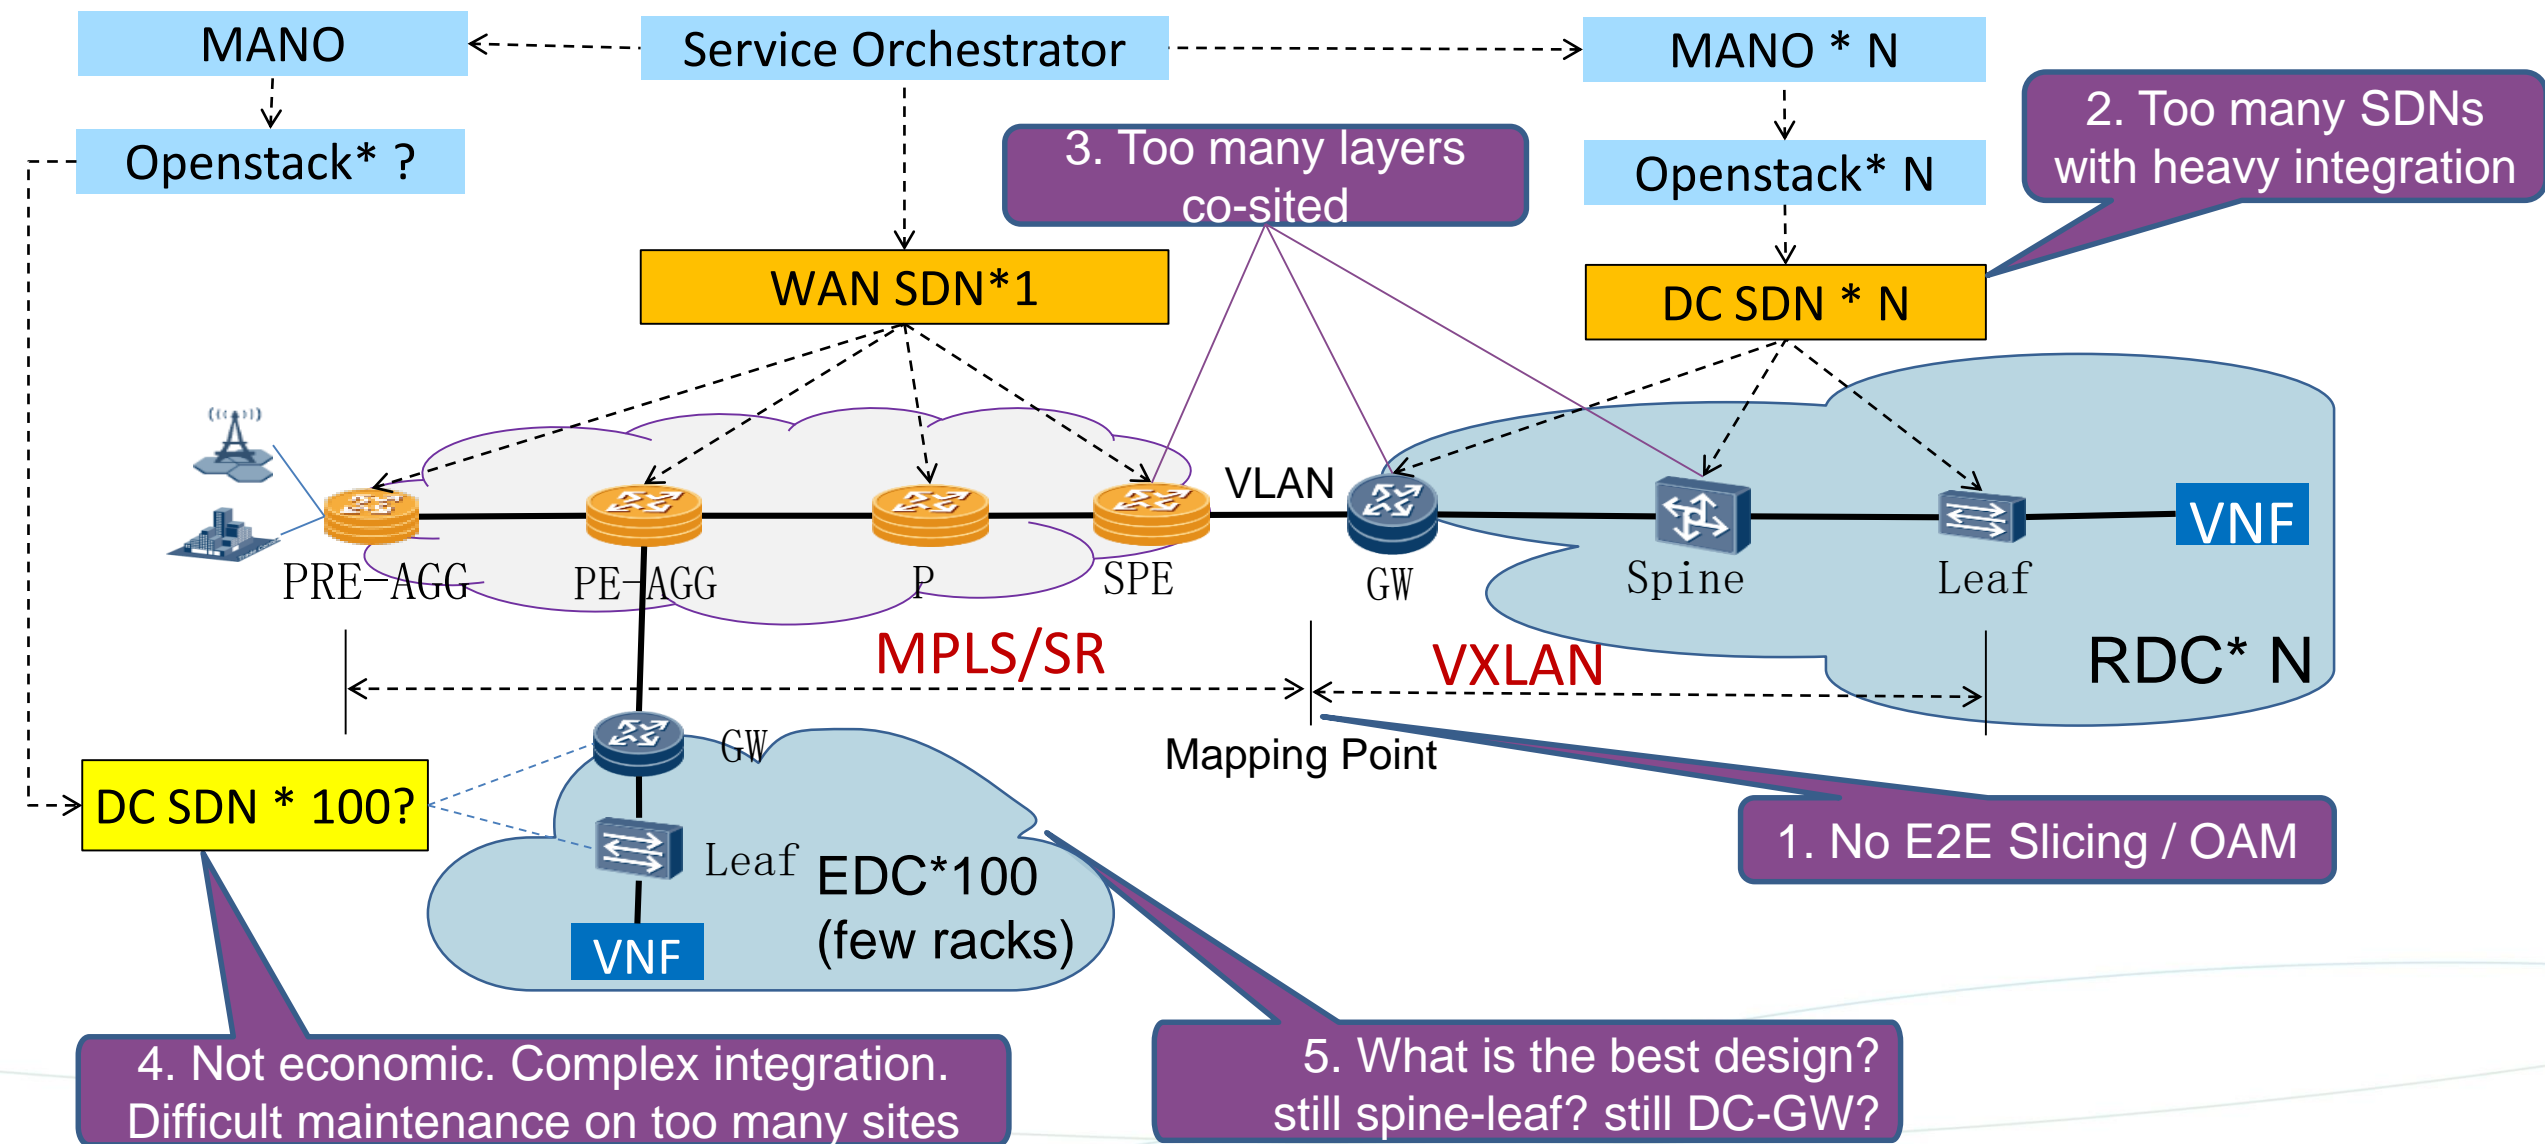 MANO
Service Orchestrator
MANO * N
2. Too many SDNs
with heavy integration
Openstack* ?
3. Too many layers
co-sited
Openstack* N
WAN SDN*1
DC SDN * N
VLAN
VNF
PRE-AGG
PE-AGG
P
SPE
GW
Spine
Leaf
MPLS/SR
VXLAN
RDC* N
GW
Mapping Point
DC SDN * 100?
1. No E2E Slicing / OAM
Leaf
EDC*100
(few racks)
VNF
4. Not economic. Complex integration.
Difficult maintenance on too many sites
5. What is the best design?
still spine-leaf? still DC-GW?